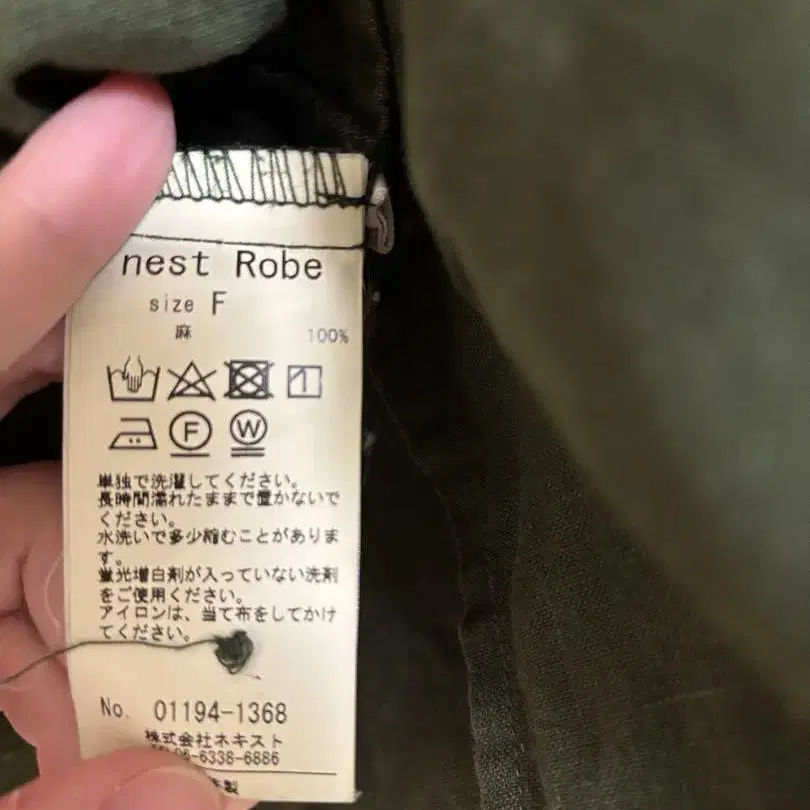 nest Robe
size F
麻 100%
F W
単独で洗濯してください。
長時間濡れたままで置かないで
ください。
水洗いで多少縮むことがありま
す。
蛍光増白剤が入っていない洗剤
をご使用ください。
アイロンは、当て布をしてかけ
てください。
No. 01194-1368
株式会社ネキスト
TEL06-6338-6886
製